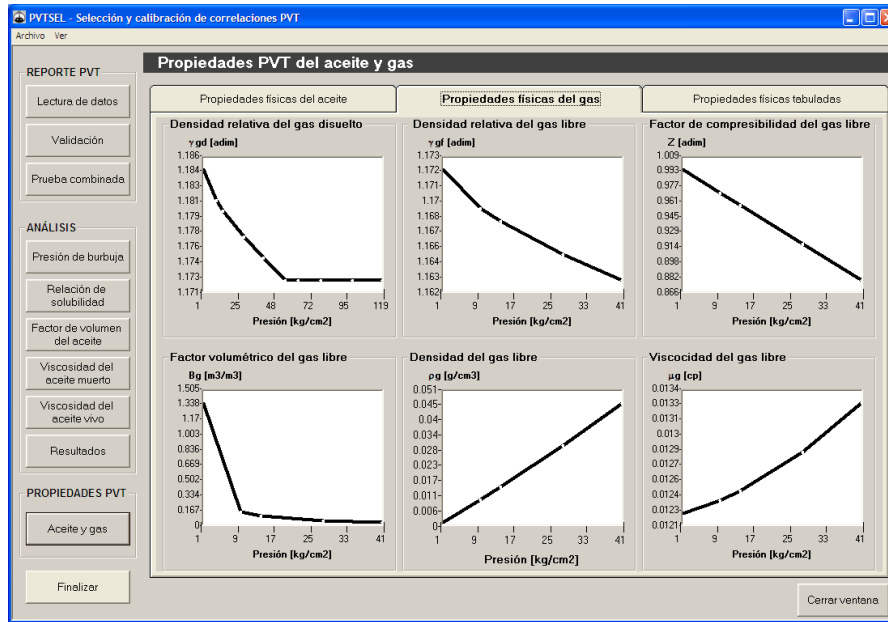 PVTSEL - Selección y calibración de correlaciones PVT
Archivo Ver
REPORTE PVT
Lectura de datos
Validación
Prueba combinada
ANÁLISIS
Presión de burbuja
Relación de
solubilidad
Factor de volumen
del aceite
Viscosidad del
aceite muerto
Viscosidad del
aceite vivo
Resultados
PROPIEDADES PVT
Aceite y gas
Finalizar
Propiedades PVT del aceite y gas
Propiedades físicas del aceite
Propiedades físicas del gas
Propiedades físicas tabuladas
Densidad relativa del gas disuelto
γgd [adim]
1.186
1.184
1.183
1.181
1.179
1.178
1.176
1.174
1.173
1.171
1 25 48 72 95 119
Presión [kg/cm2]
Densidad relativa del gas libre
γgf [adim]
1.173
1.172
1.171
1.17
1.168
1.167
1.166
1.165
1.163
1.162
1 9 17 25 33 41
Presión [kg/cm2]
Factor de compresibilidad del gas libre
Z [adim]
1.009
0.993
0.977
0.961
0.945
0.929
0.914
0.898
0.882
0.866
1 9 17 25 33 41
Presión [kg/cm2]
Factor volumétrico del gas libre
Bg [m3/m3]
1.505
1.338
1.17
1.003
0.836
0.669
0.502
0.334
0.167
0
1 9 17 25 33 41
Presión [kg/cm2]
Densidad del gas libre
ρg [g/cm3]
0.051
0.045
0.04
0.034
0.028
0.023
0.017
0.011
0.006
0
1 9 17 25 33 41
Presión [kg/cm2]
Viscocidad del gas libre
μg [cp]
0.0134
0.0133
0.0131
0.013
0.0128
0.0127
0.0126
0.0124
0.0123
0.0121
1 9 17 25 33 41
Presión [kg/cm2]
Cerrar ventana